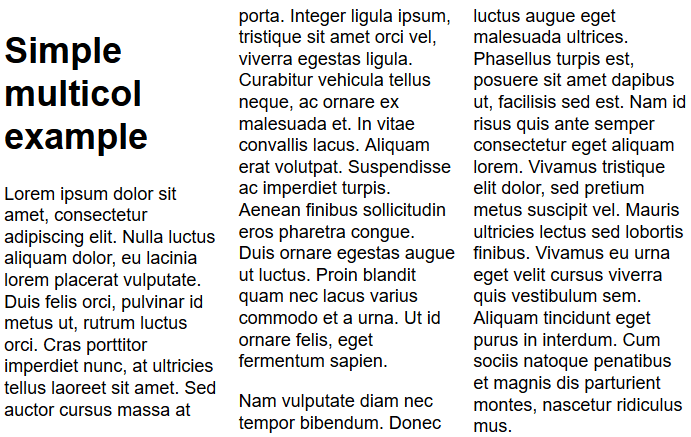 Simple
multicol
example
Lorem ipsum dolor sit
amet, consectetur
adipiscing elit. Nulla luctus
aliquam dolor, eu lacinia
lorem placerat vulputate.
Duis felis orci, pulvinar id
metus ut, rutrum luctus
orci. Cras porttitor
imperdiet nunc, at ultricies
tellus laoreet sit amet. Sed
auctor cursus massa at
porta. Integer ligula ipsum,
tristique sit amet orci vel,
viverra egestas ligula.
Curabitur vehicula tellus
neque, ac ornare ex
malesuada et. In vitae
convallis lacus. Aliquam
erat volutpat. Suspendisse
ac imperdiet turpis.
Aenean finibus sollicitudin
eros pharetra congue.
Duis ornare egestas augue
ut luctus. Proin blandit
quam nec lacus varius
commodo et a urna. Ut id
ornare felis, eget
fermentum sapien.
Nam vulputate diam nec
tempor bibendum. Donec
luctus augue eget
malesuada ultrices.
Phasellus turpis est,
posuere sit amet dapibus
ut, facilisis sed est. Nam id
risus quis ante semper
consectetur eget aliquam
lorem. Vivamus tristique
elit dolor, sed pretium
metus suscipit vel. Mauris
ultricies lectus sed lobortis
finibus. Vivamus eu urna
eget velit cursus viverra
quis vestibulum sem.
Aliquam tincidunt eget
purus in interdum. Cum
sociis natoque penatibus
et magnis dis parturient
montes, nascetur ridiculus
mus.